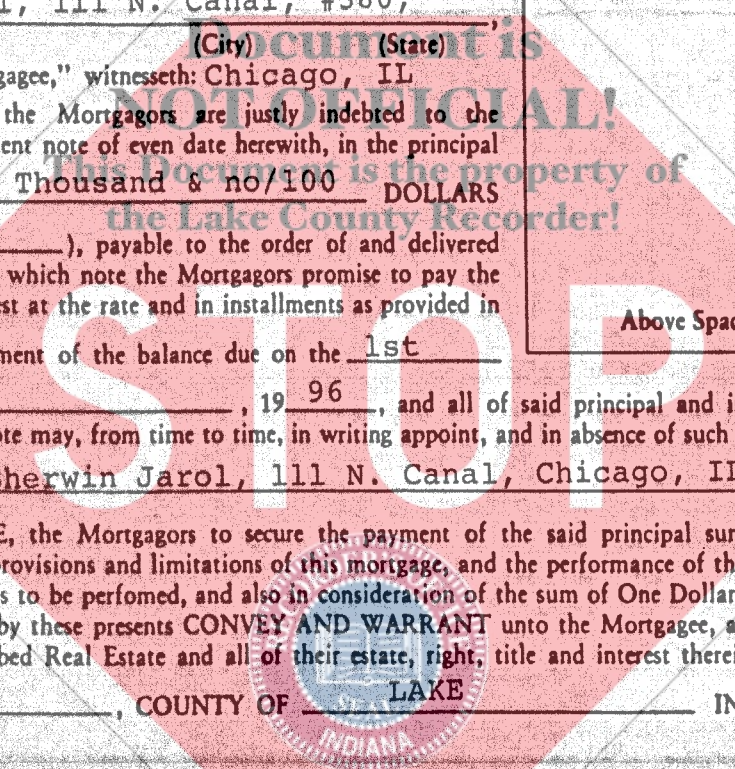 111 N. Canal, #380,
(City) (State)
gagee," witnesseth: Chicago, IL
the Mortgagors are justly indebted to the
ent note of even date herewith, in the principal
Thousand & no/100 DOLLARS
), payable to the order of and delivered
which note the Mortgagors promise to pay the
est at the rate and in installments as provided in
ment of the balance due on the 1st
, 19 96, and all of said principal and i
ote may, from time to time, in writing appoint, and in absence of such
Sherwin Jarol, 111 N. Canal, Chicago, IL
E, the Mortgagors to secure the payment of the said principal sum
provisions and limitations of this mortgage, and the performance of the
s to be perfomed, and also in consideration of the sum of One Dollar
by these presents CONVEY AND WARRANT unto the Mortgagee, a
bed Real Estate and all of their estate, right, title and interest therei
, COUNTY OF LAKE IN
Above Spac
Document is
NOT OFFICIAL!
This Document is the property of
the Lake County Recorder!
STOP
SEAL
INDIANA